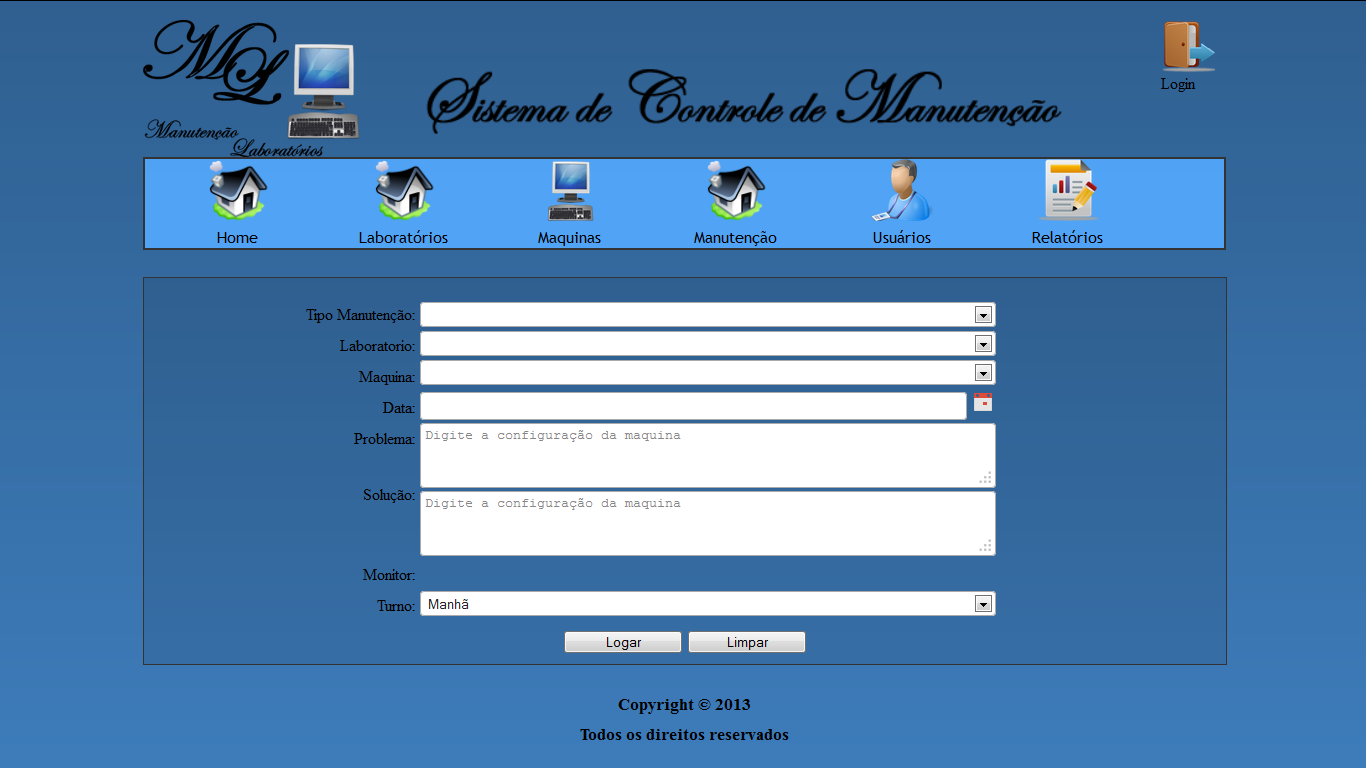 ML
Manutenção
Laboratórios
Sistema de Controle de Manutenção
Login
Home Laboratórios Maquinas Manutenção Usuários Relatórios
Tipo Manutenção:
Laboratorio:
Maquina:
Data:
Problema: Digite a configuração da maquina
Solução: Digite a configuração da maquina
Monitor:
Turno: Manhã
Logar Limpar
Copyright © 2013
Todos os direitos reservados